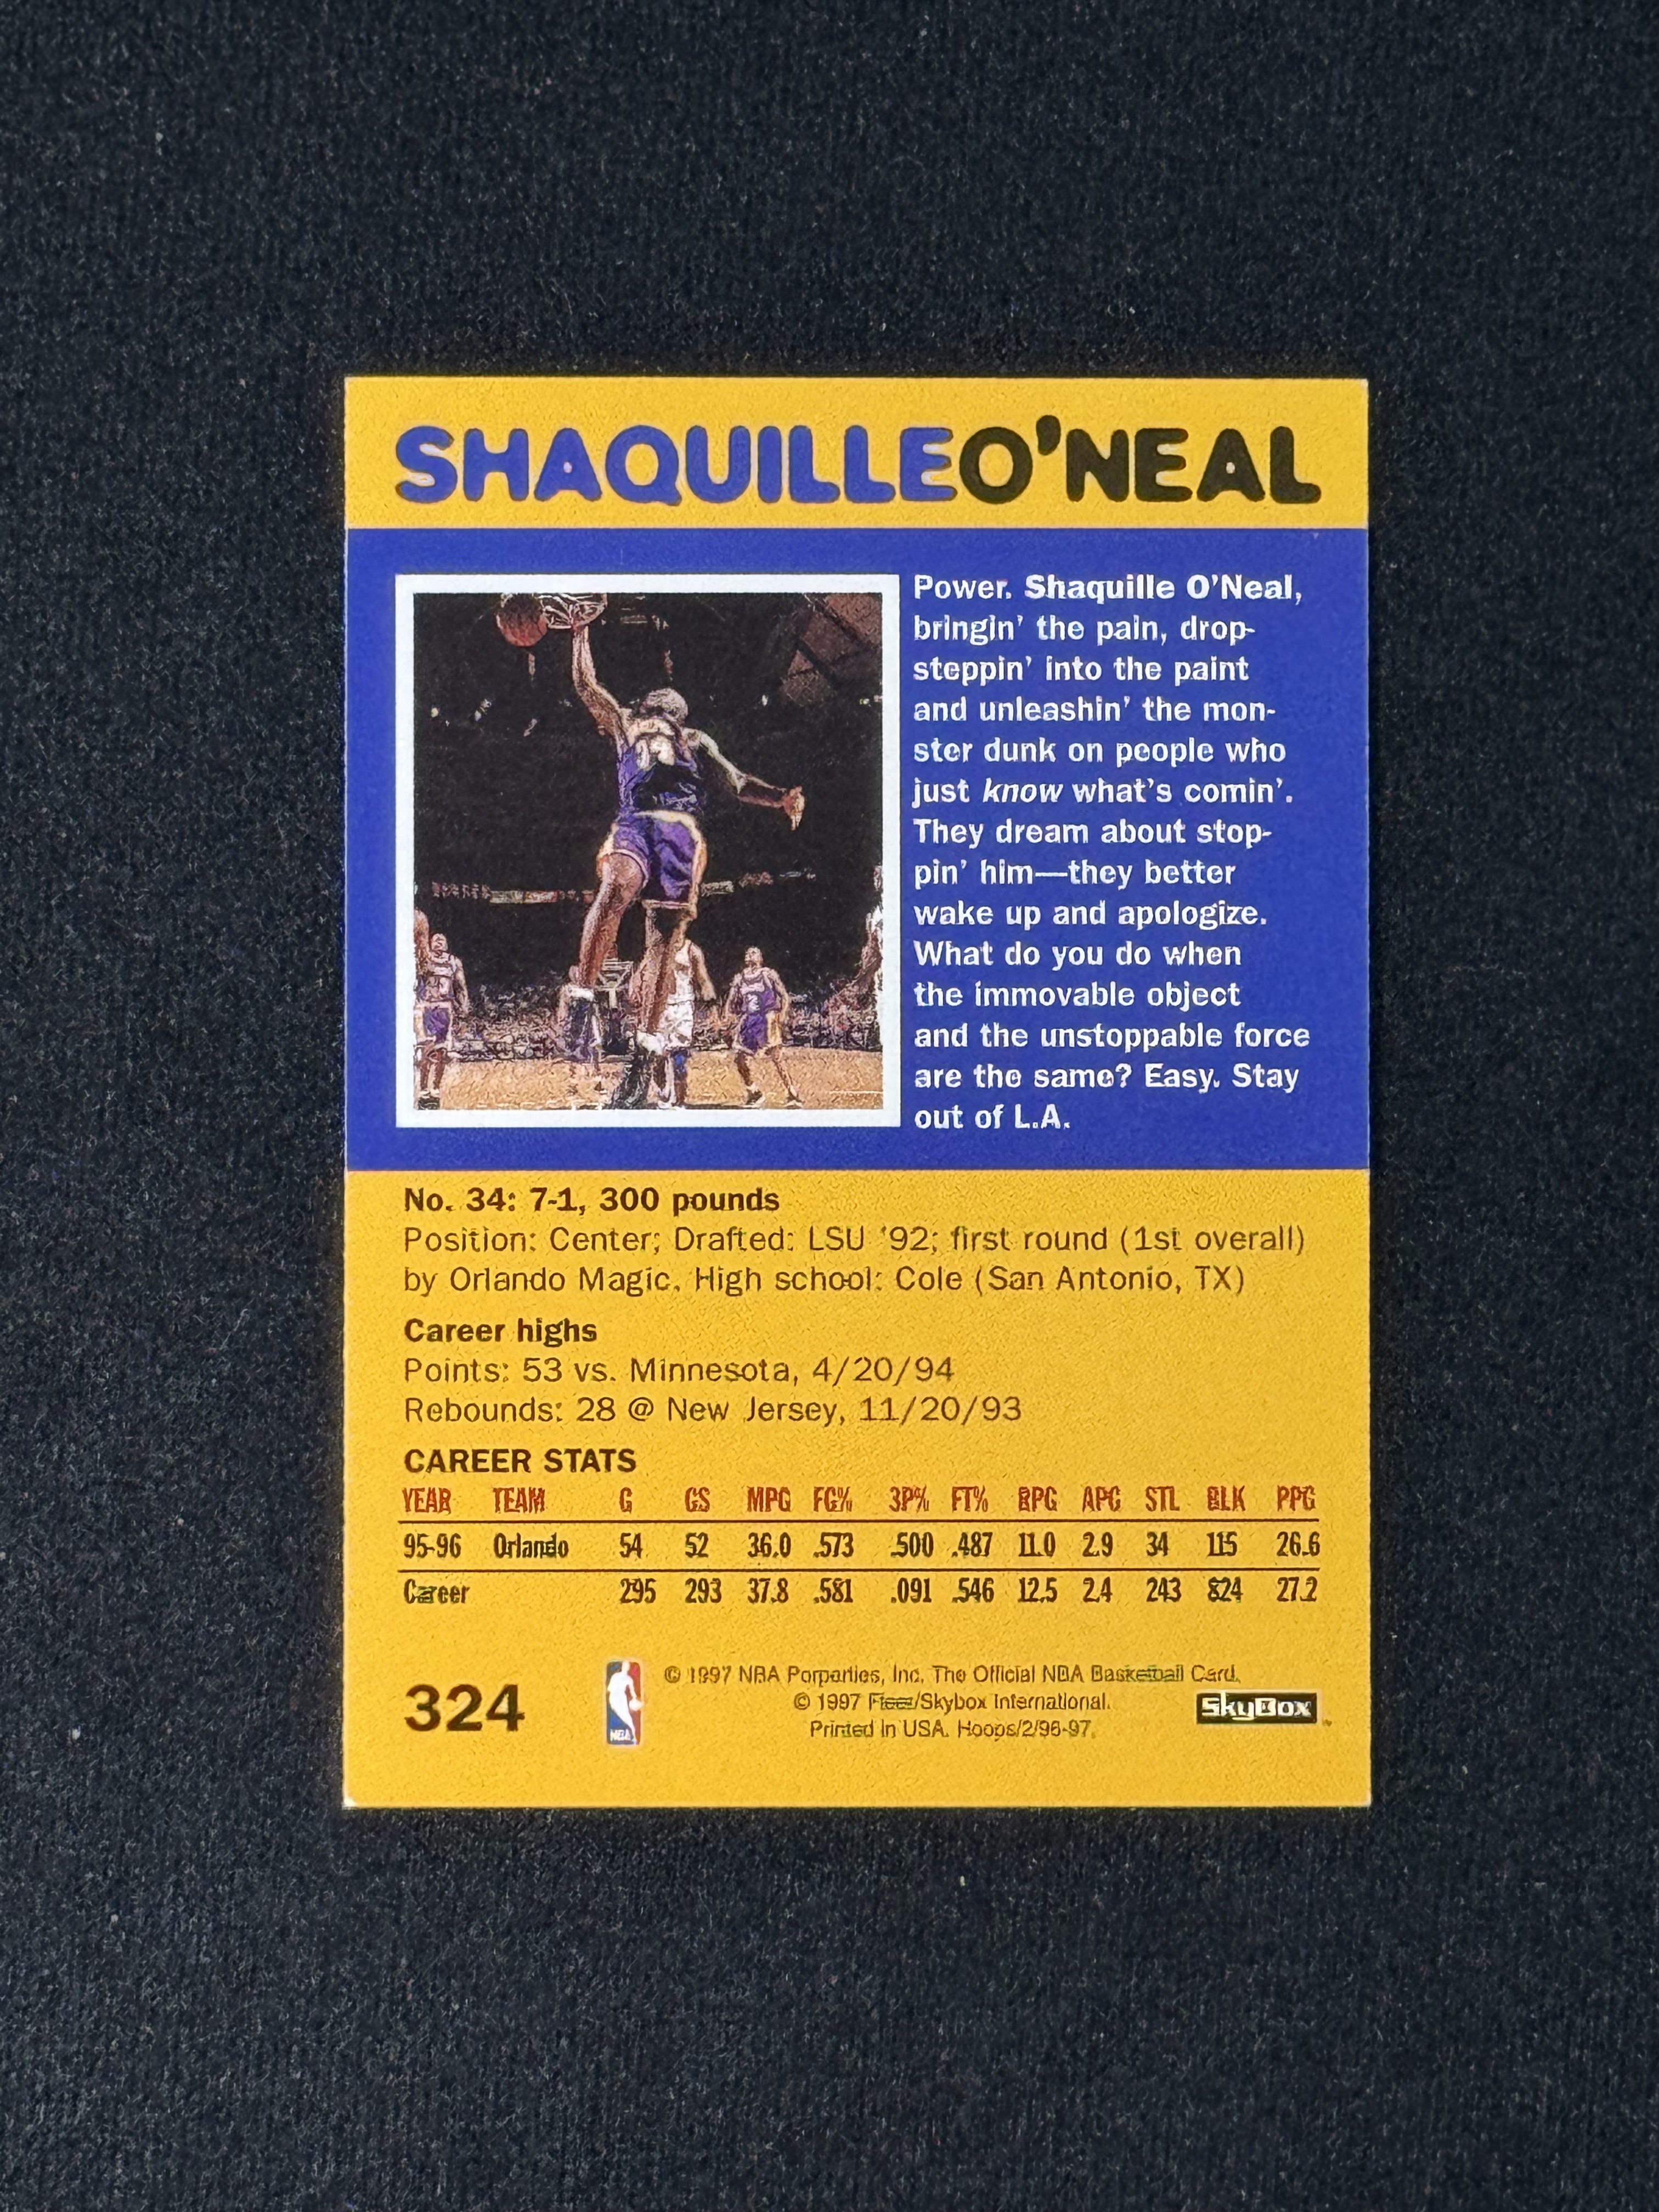 SHAQUILLEO'NEAL
Power. Shaquille O'Neal,
bringin' the pain, drop-
steppin' into the paint
and unleashin' the mon-
ster dunk on people who
just know what's comin'.
They dream about stop-
pin' him—they better
wake up and apologize.
What do you do when
the immovable object
and the unstoppable force
are the same? Easy. Stay
out of L.A.
No. 34: 7-1, 300 pounds
Position: Center; Drafted: LSU '92; first round (1st overall)
by Orlando Magic. High school: Cole (San Antonio, TX)
Career highs
Points: 53 vs. Minnesota, 4/20/94
Rebounds: 28 @ New Jersey, 11/20/93
CAREER STATS
YEAR TEAM G GS MPG FG% 3P% FT% RPG APG STL BLK PPG
95-96 Orlando 54 52 36.0 .573 .500 .487 11.0 2.9 34 115 26.6
Career 295 293 37.8 .581 .091 .546 12.5 2.4 243 824 27.2
324
NBA
© 1997 NBA Porparties, Inc. The Official NBA Basketball Card.
© 1997 Fleer/Skybox International.
Printed in USA. Hoops/2/96-97.
SkyBox